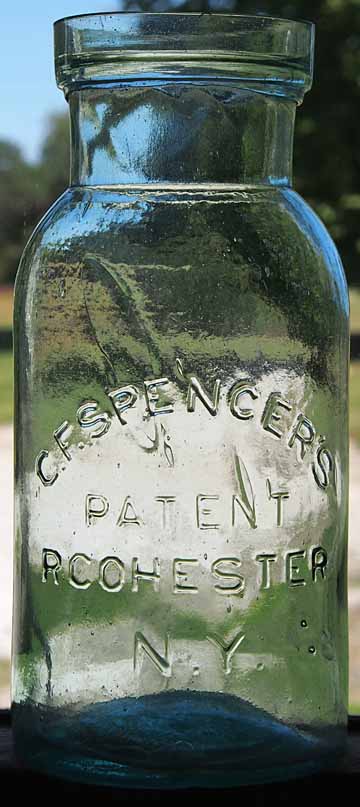 C.F. SPENCER'S
PATENT
RCOHESTER
N.Y.